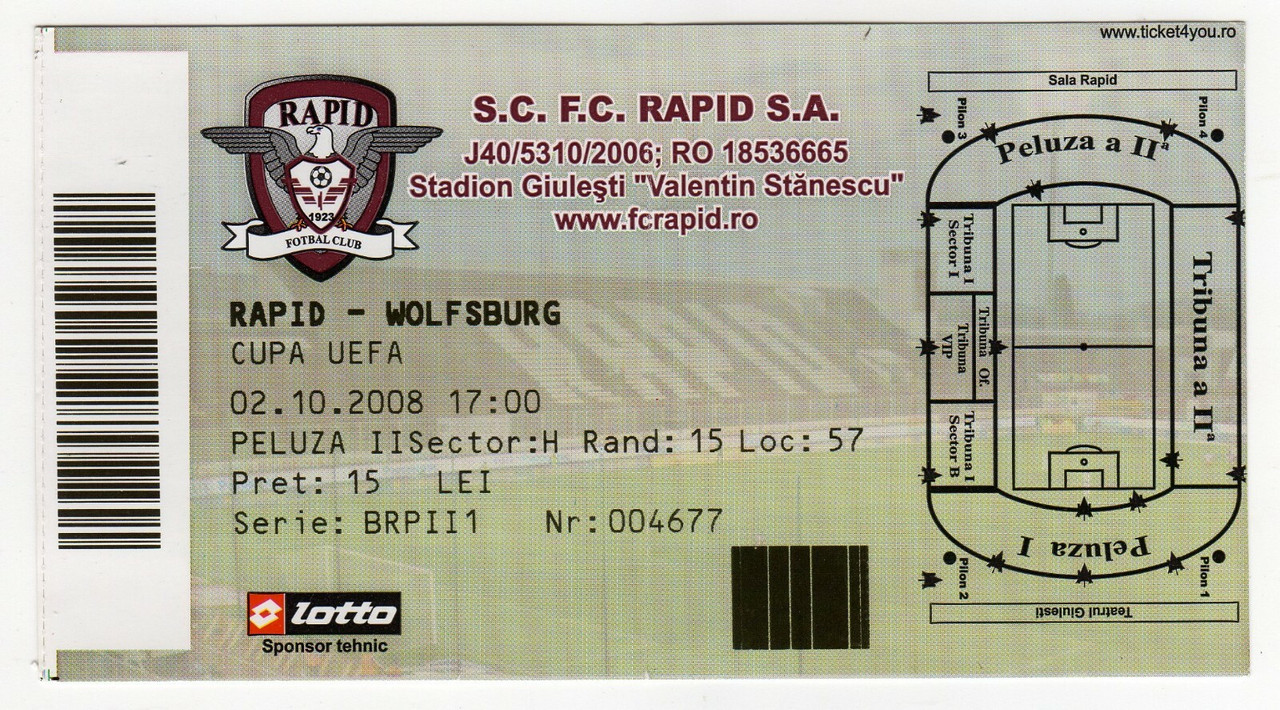 www.ticket4you.ro
RAPID
1923
FOTBAL CLUB
S.C. F.C. RAPID S.A.
J40/5310/2006; RO 18536665
Stadion Giuleşti "Valentin Stănescu"
www.fcrapid.ro
RAPID - WOLFSBURG
CUPA UEFA
02.10.2008 17:00
PELUZA IISector:H Rand: 15 Loc: 57
Pret: 15 LEI
Serie: BRPII1 Nr: 004677
lotto
Sponsor tehnic
Sala Rapid
Pilon 3
Pilon 4
Peluza a IIª
Tribuna I
Sector I
Tribuna Of.
Tribuna
VIP
Tribuna I
Sector B
Tribuna a IIª
Peluza I
Pilon 2
Pilon 1
Teatrul Giulesti